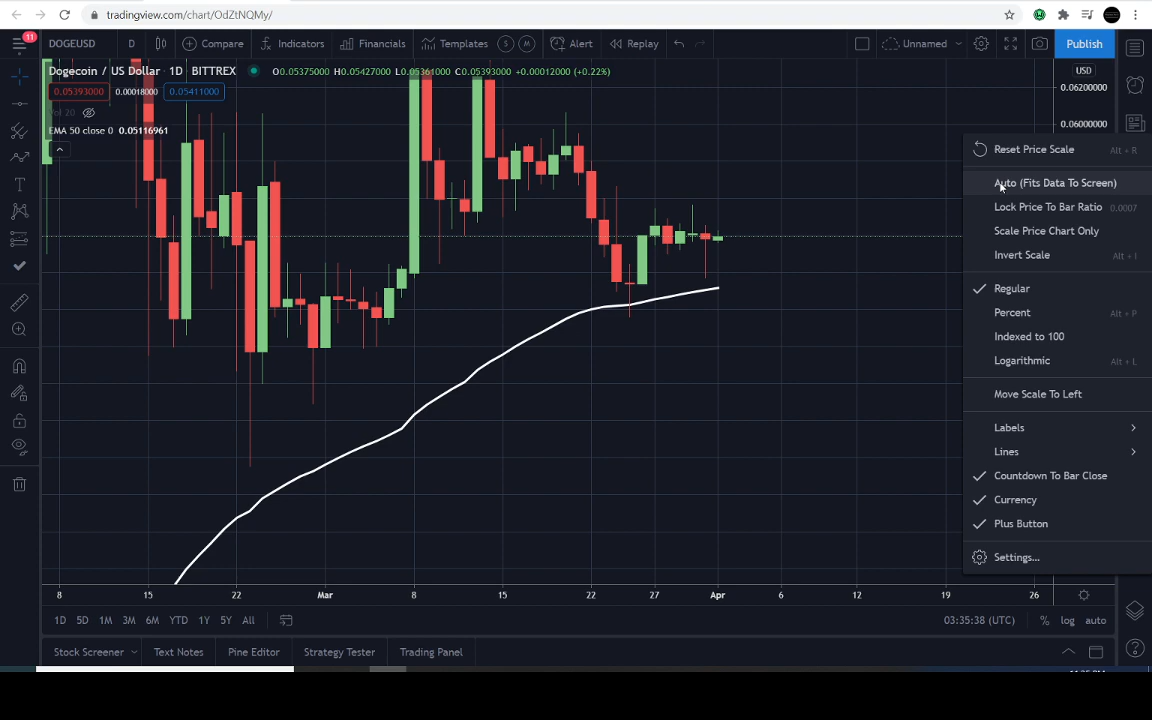 tradingview.com/chart/OdZtNQMy/
11
DOGEUSD D Compare Indicators Financials Templates S M Alert Replay Unnamed Publish
Dogecoin / US Dollar · 1D · BITTREX O0.05375000 H0.05427000 L0.05361000 C0.05393000 +0.00012000 (+0.22%)
USD
0.05393000 0.00018000 0.05411000
0.06200000
Vol 20
EMA 50 close 0 0.05116961
0.06000000
Reset Price Scale Alt + R
Auto (Fits Data To Screen)
Lock Price To Bar Ratio 0.0007
Scale Price Chart Only
Invert Scale Alt + I
Regular
Percent Alt + P
Indexed to 100
Logarithmic Alt + L
Move Scale To Left
Labels
Lines
Countdown To Bar Close
Currency
Plus Button
Settings...
8 15 22 Mar 8 15 22 27 Apr 6 12 19 26
1D 5D 1M 3M 6M YTD 1Y 5Y All 03:35:38 (UTC) % log auto
Stock Screener Text Notes Pine Editor Strategy Tester Trading Panel